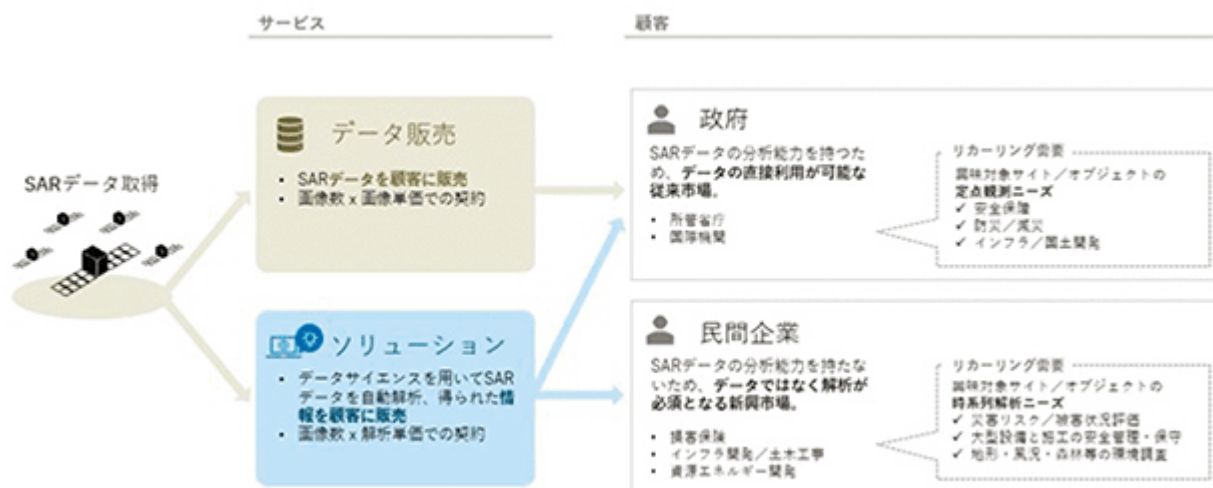 サービス
顧客
SARデータ取得
データ販売
• SARデータを顧客に販売
• 画像数 x 画像単価での契約
ソリューション
• データサイエンスを用いてSAR
データを自動解析、得られた情
報を顧客に販売
• 画像数 x 解析単価での契約
政府
SARデータの分析能力を持つた
め、データの直接利用が可能な
従来市場。
• 所管省庁
• 国際機関
リカーリング需要
興味対象サイト／オブジェクトの
定点観測ニーズ
✓ 安全保障
✓ 防災／減災
✓ インフラ／国土開発
民間企業
SARデータの分析能力を持たな
いため、データではなく解析が
必須となる新興市場。
• 損害保険
• インフラ開発／土木工事
• 資源エネルギー開発
リカーリング需要
興味対象サイト／オブジェクトの
時系列解析ニーズ
✓ 災害リスク／被害状況評価
✓ 大型設備と施工の安全管理・保守
✓ 地形・風況・森林等の環境調査